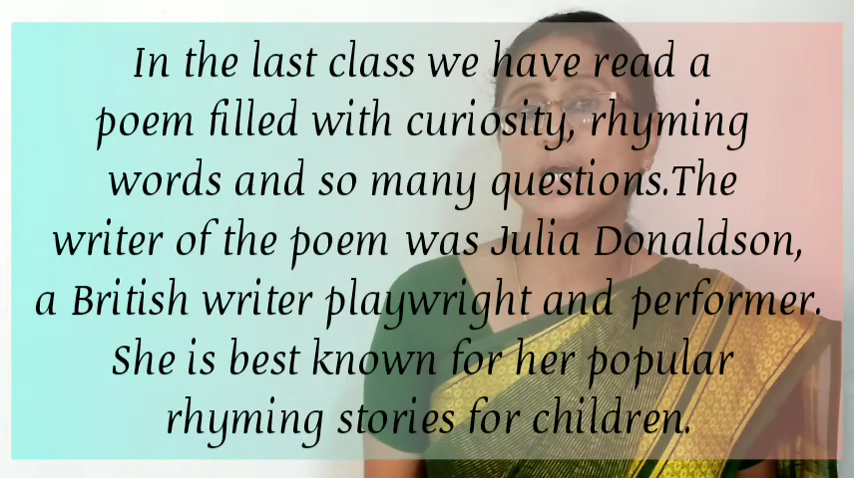 In the last class we have read a
poem filled with curiosity, rhyming
words and so many questions.The
writer of the poem was Julia Donaldson,
a British writer playwright and performer.
She is best known for her popular
rhyming stories for children.